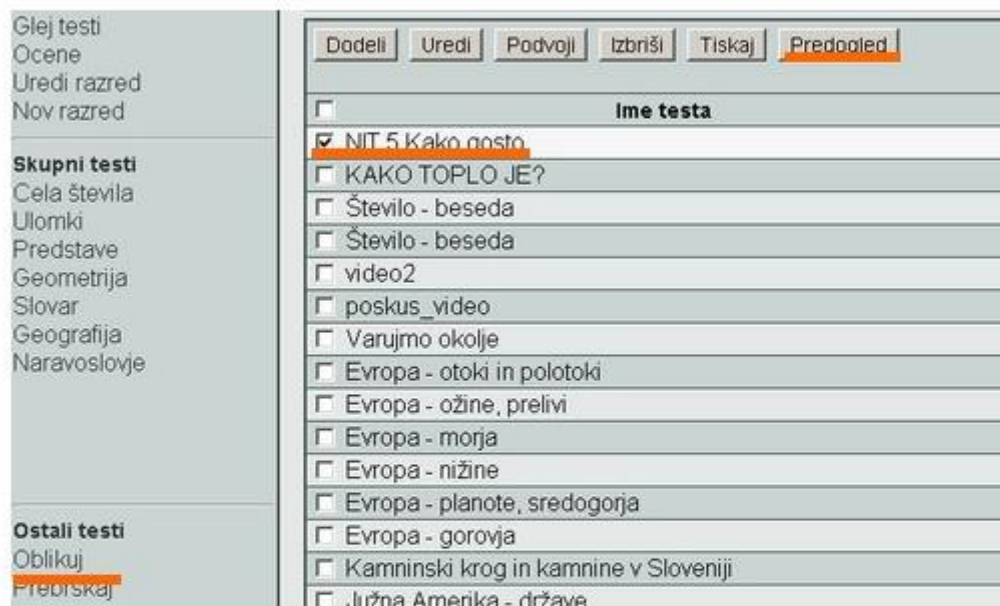 Glej testi
Ocene
Uredi razred
Nov razred
Skupni testi
Cela števila
Ulomki
Predstave
Geometrija
Slovar
Geografija
Naravoslovje
Ostali testi
Oblikuj
Prebrskaj
Dodeli Uredi Podvoji Izbriši Tiskaj Predogled
Ime testa
NIT 5 Kako gosto
KAKO TOPLO JE?
Število - beseda
Število - beseda
video2
poskus_video
Varujmo okolje
Evropa - otoki in polotoki
Evropa - ožine, prelivi
Evropa - morja
Evropa - nižine
Evropa - planote, sredogorja
Evropa - gorovja
Kamninski krog in kamnine v Sloveniji
Južna Amerika - države